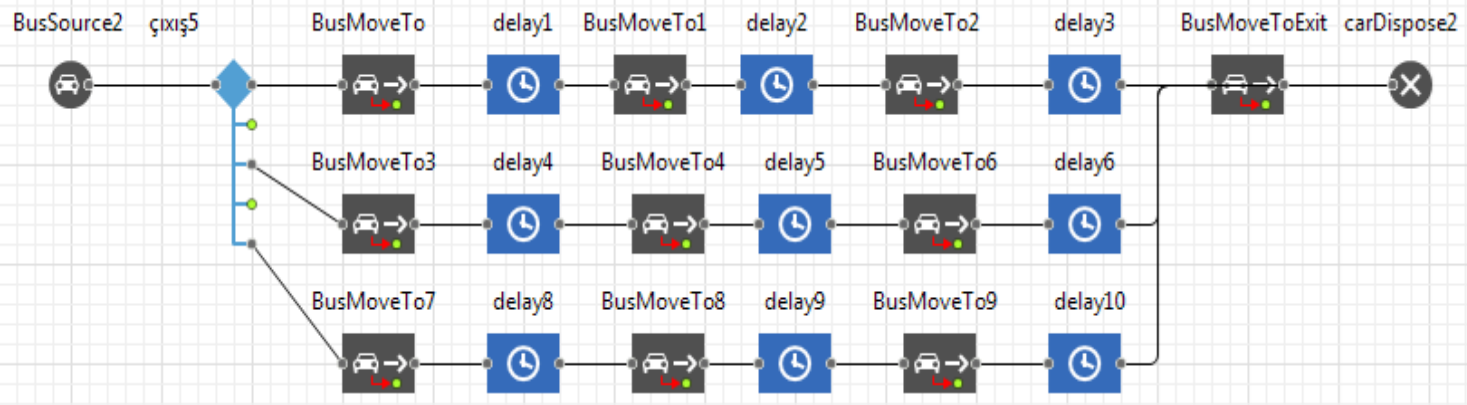 BusSource2 çıxış5 BusMoveTo delay1 BusMoveTo1 delay2 BusMoveTo2 delay3 BusMoveToExit carDispose2
BusMoveTo3 delay4 BusMoveTo4 delay5 BusMoveTo6 delay6
BusMoveTo7 delay8 BusMoveTo8 delay9 BusMoveTo9 delay10